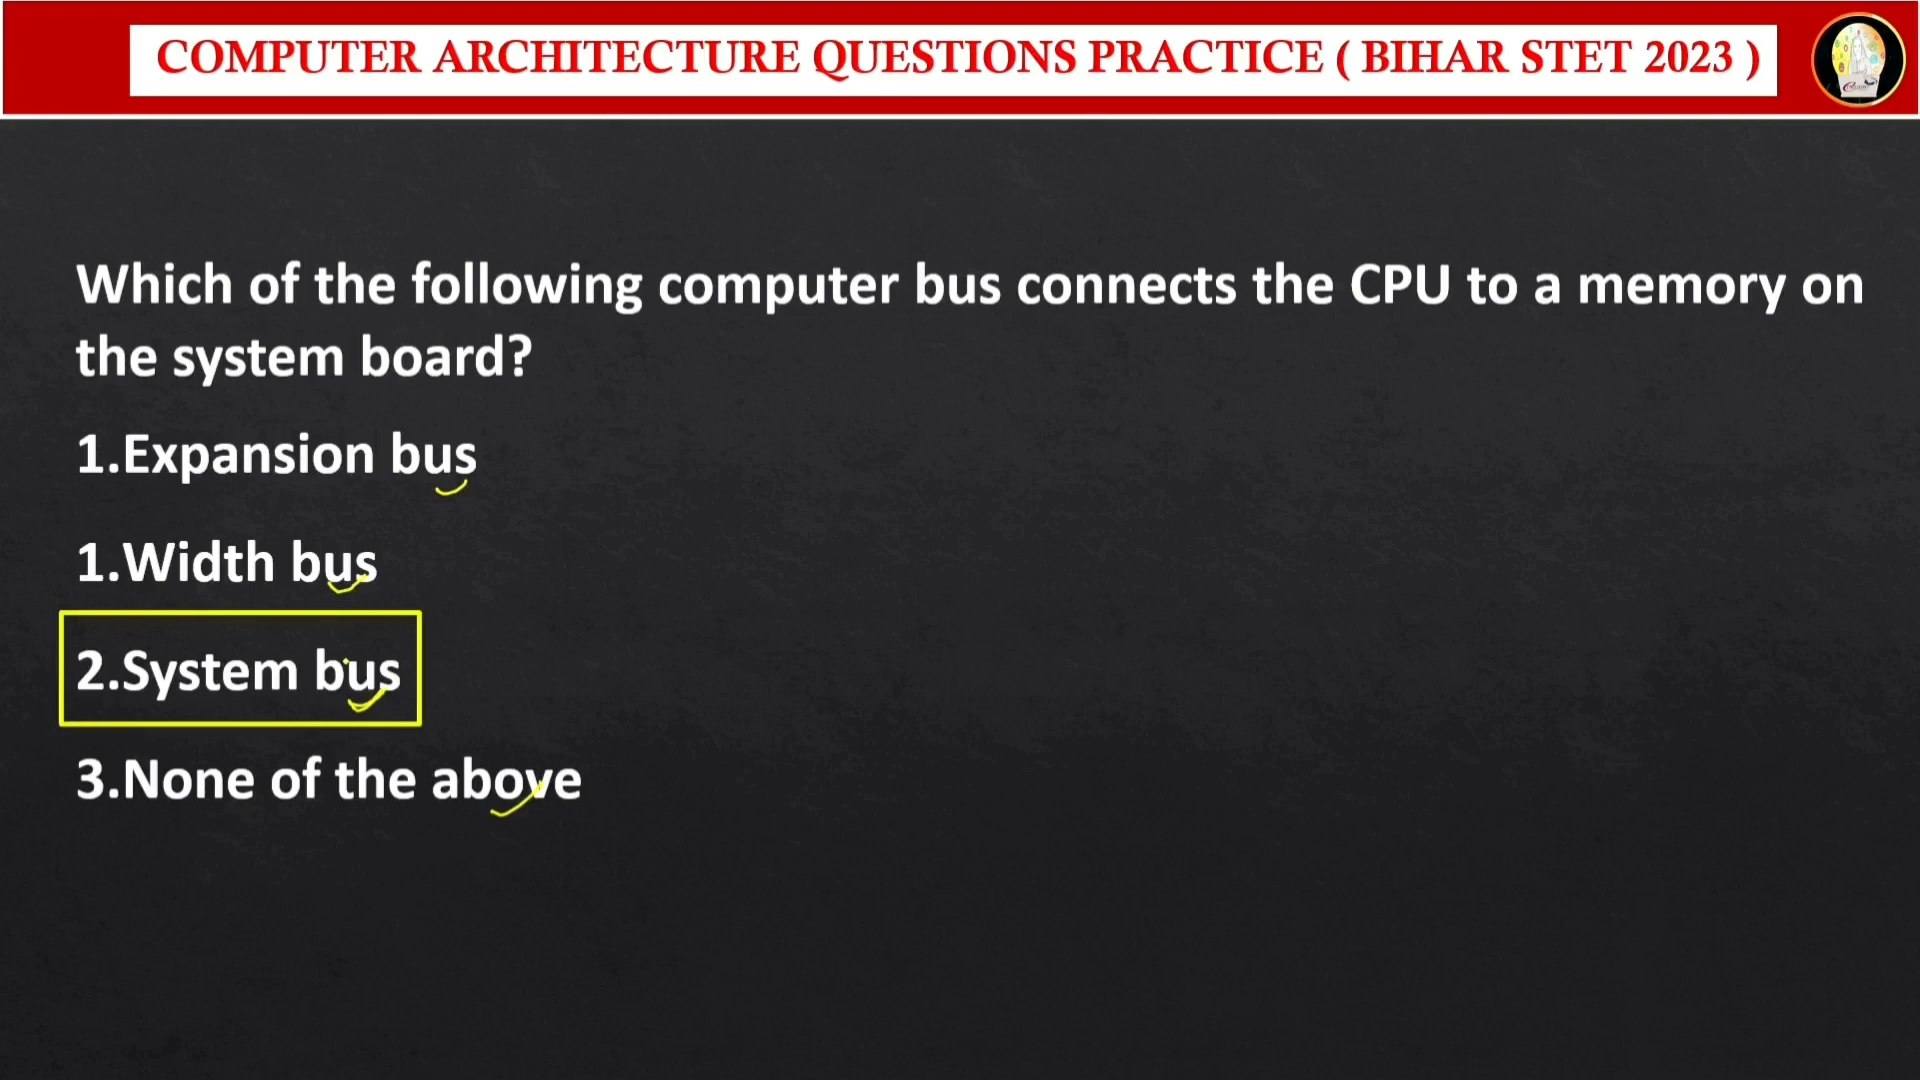 COMPUTER ARCHITECTURE QUESTIONS PRACTICE ( BIHAR STET 2023 )
Which of the following computer bus connects the CPU to a memory on
the system board?
1.Expansion bus
1.Width bus
2.System bus
3.None of the above